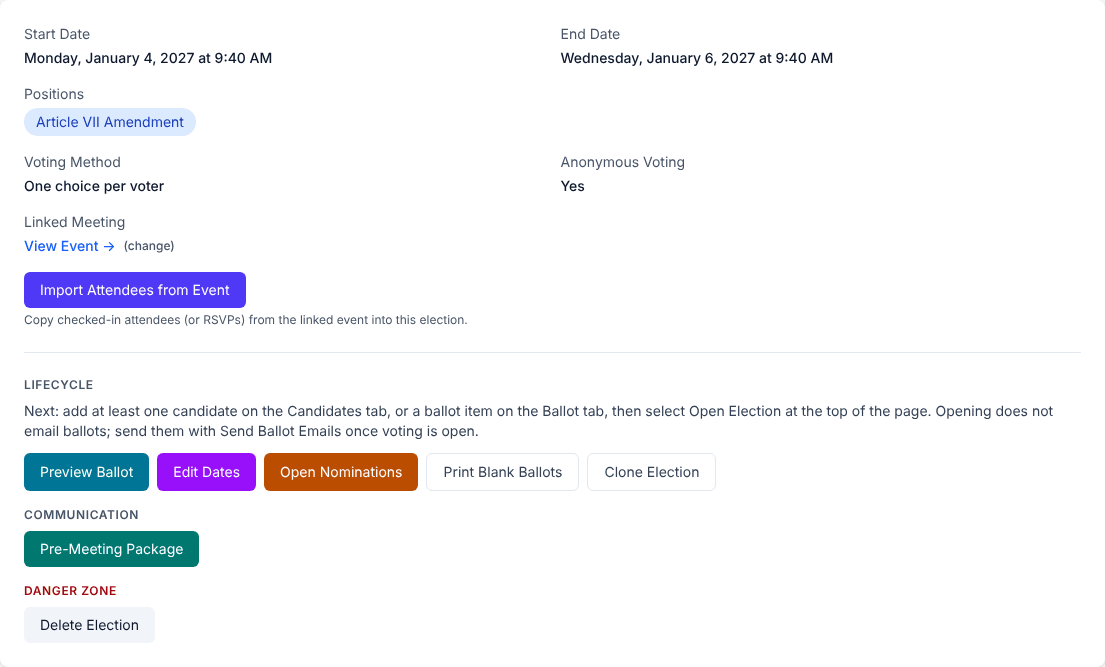 Start Date
Monday, January 4, 2027 at 9:40 AM
End Date
Wednesday, January 6, 2027 at 9:40 AM
Positions
Article VII Amendment
Voting Method
One choice per voter
Anonymous Voting
Yes
Linked Meeting
View Event → (change)
Import Attendees from Event
Copy checked-in attendees (or RSVPs) from the linked event into this election.
LIFECYCLE
Next: add at least one candidate on the Candidates tab, or a ballot item on the Ballot tab, then select Open Election at the top of the page. Opening does not
email ballots; send them with Send Ballot Emails once voting is open.
Preview Ballot
Edit Dates
Open Nominations
Print Blank Ballots
Clone Election
COMMUNICATION
Pre-Meeting Package
DANGER ZONE
Delete Election